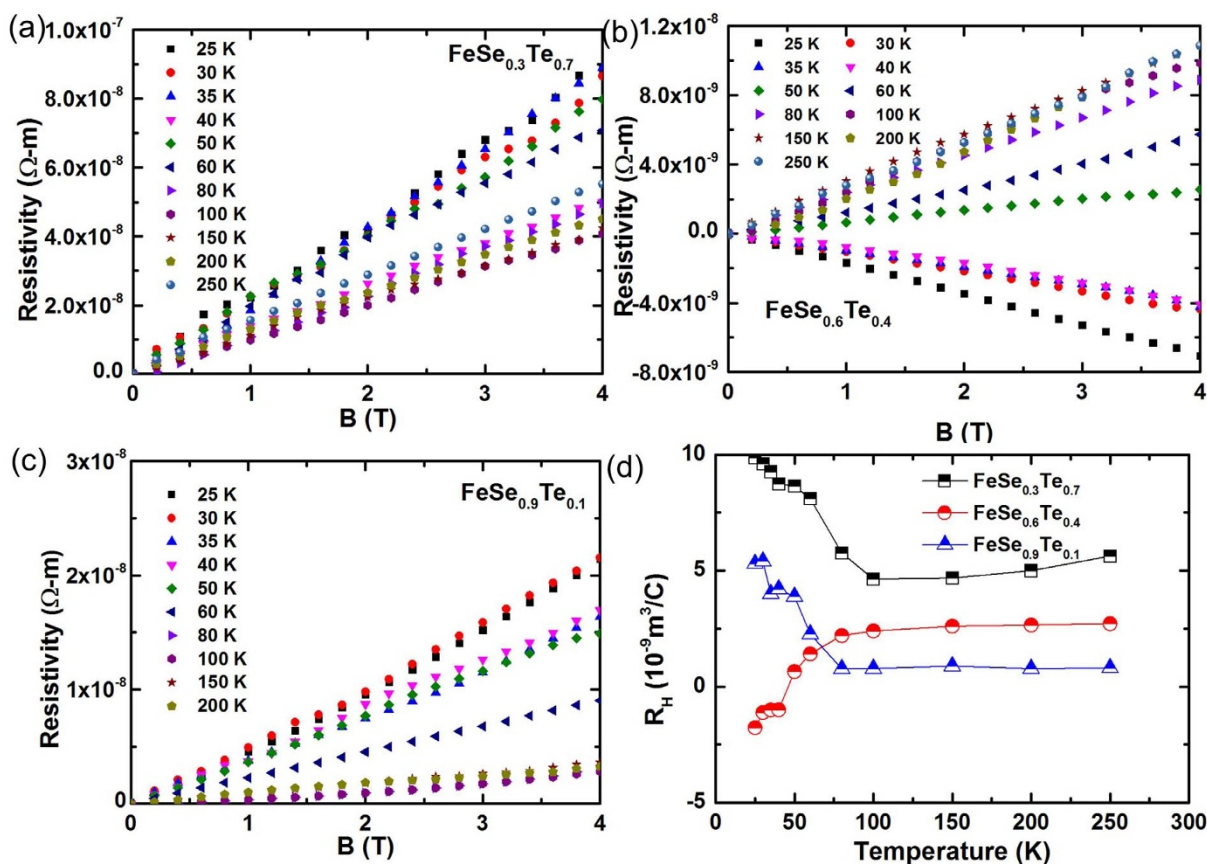 (a)
1.0x10⁻⁷
8.0x10⁻⁸
6.0x10⁻⁸
4.0x10⁻⁸
2.0x10⁻⁸
0.0
Resistivity (Ω-m)
25 K
30 K
35 K
40 K
50 K
60 K
80 K
100 K
150 K
200 K
250 K
FeSe₀.₃Te₀.₇
0 1 2 3 4
B (T)
(b)
1.2x10⁻⁸
8.0x10⁻⁹
4.0x10⁻⁹
0.0
-4.0x10⁻⁹
-8.0x10⁻⁹
Resistivity (Ω-m)
25 K 30 K
35 K 40 K
50 K 60 K
80 K 100 K
150 K 200 K
250 K
FeSe₀.₆Te₀.₄
0 1 2 3 4
B (T)
(c)
3x10⁻⁸
2x10⁻⁸
1x10⁻⁸
0
Resistivity (Ω-m)
25 K
30 K
35 K
40 K
50 K
60 K
80 K
100 K
150 K
200 K
FeSe₀.₉Te₀.₁
0 1 2 3 4
B (T)
(d)
10
5
0
-5
R_H (10⁻⁹m³/C)
FeSe₀.₃Te₀.₇
FeSe₀.₆Te₀.₄
FeSe₀.₉Te₀.₁
0 50 100 150 200 250 300
Temperature (K)